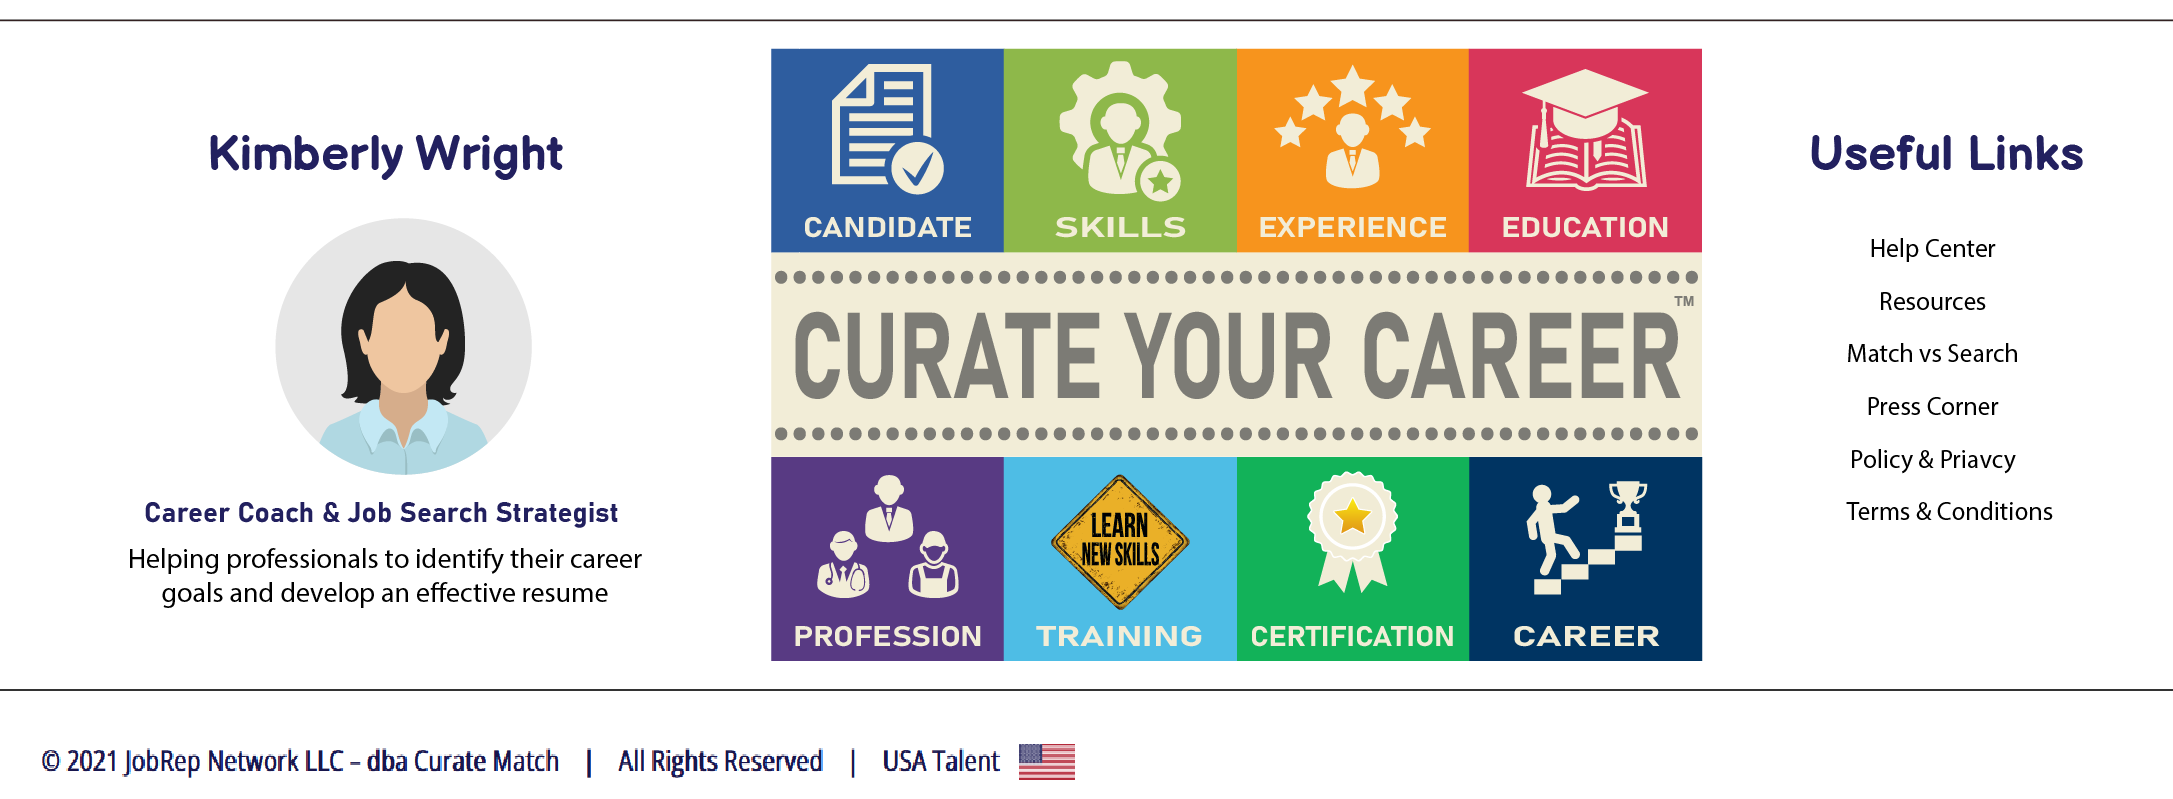 Kimberly Wright
Career Coach & Job Search Strategist
Helping professionals to identify their career
goals and develop an effective resume
CANDIDATE
SKILLS
EXPERIENCE
EDUCATION
CURATE YOUR CAREER™
LEARN
NEW SKILLS
PROFESSION
TRAINING
CERTIFICATION
CAREER
Useful Links
Help Center
Resources
Match vs Search
Press Corner
Policy & Priavcy
Terms & Conditions
© 2021 JobRep Network LLC – dba Curate Match | All Rights Reserved | USA Talent